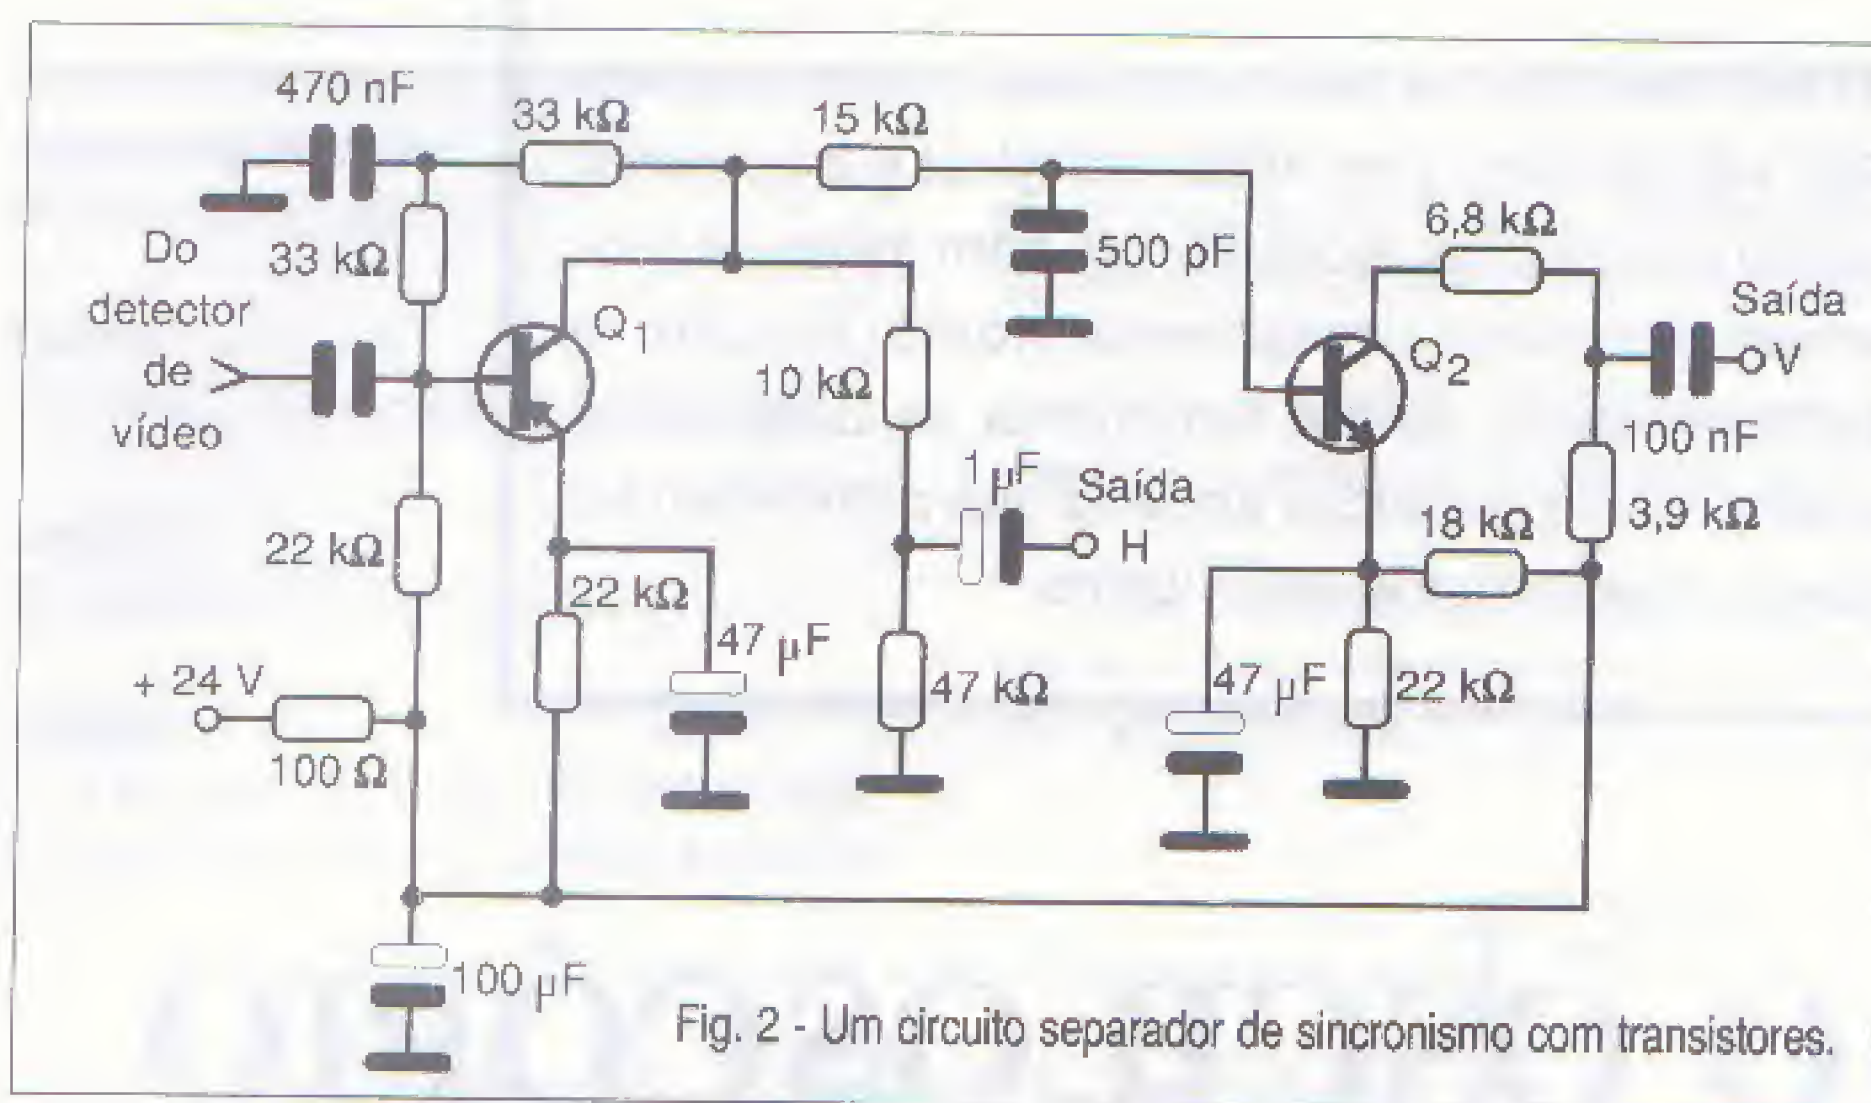 470 nF
33 kΩ
15 kΩ
6,8 kΩ
Do
detector
de
vídeo
33 kΩ
500 pF
Saída
V
Q1
Q2
10 kΩ
100 nF
1 µF
Saída
H
18 kΩ
3,9 kΩ
22 kΩ
22 kΩ
47 µF
47 kΩ
47 µF
22 kΩ
+ 24 V
100 Ω
100 µF
Fig. 2 - Um circuito separador de sincronismo com transistores.